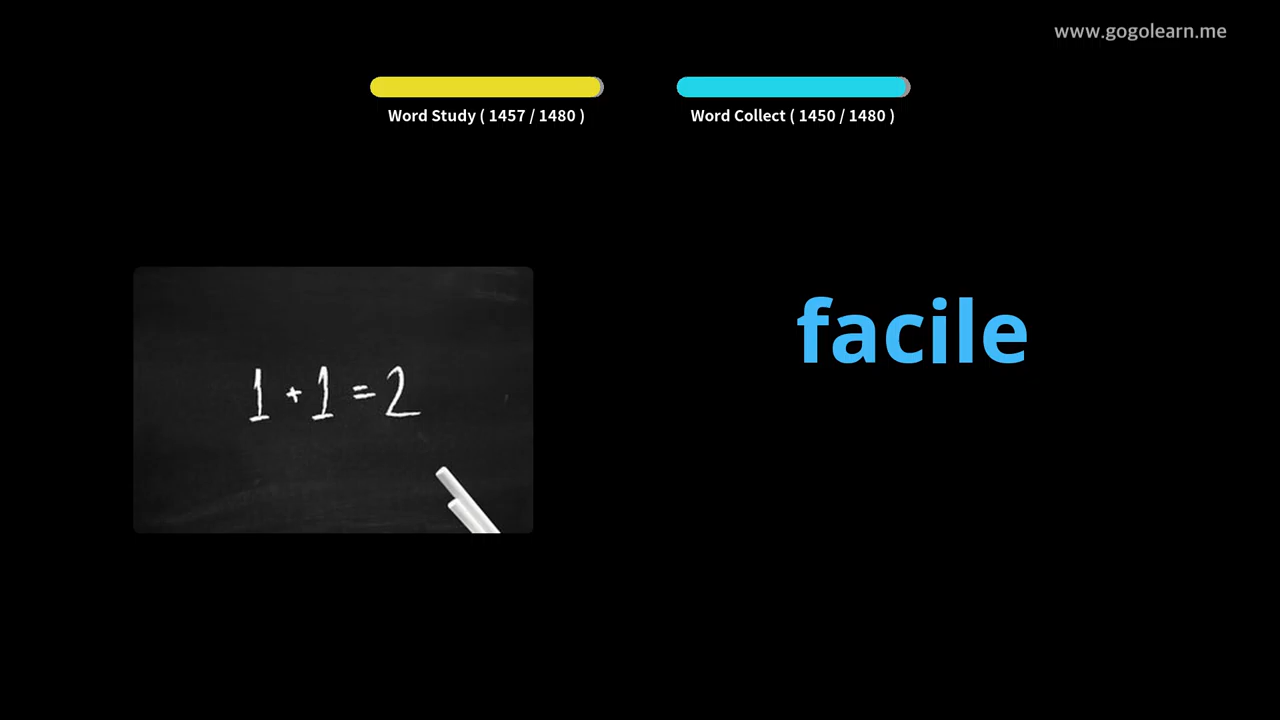 www.gogolearn.me
Word Study ( 1457 / 1480 )
Word Collect ( 1450 / 1480 )
facile
1 + 1 = 2